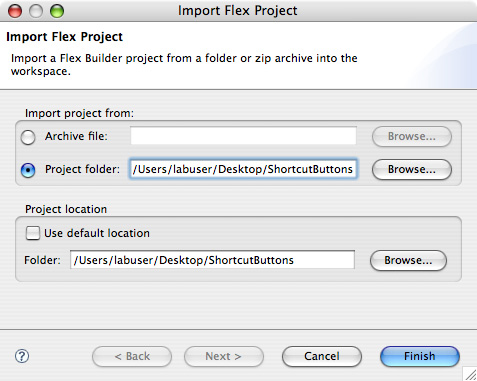 Import Flex Project
Import Flex Project
Import a Flex Builder project from a folder or zip archive into the
workspace.
Import project from:
Archive file: Browse...
Project folder: /Users/labuser/Desktop/ShortcutButtons Browse...
Project location
Use default location
Folder: /Users/labuser/Desktop/ShortcutButtons Browse...
? < Back Next > Cancel Finish